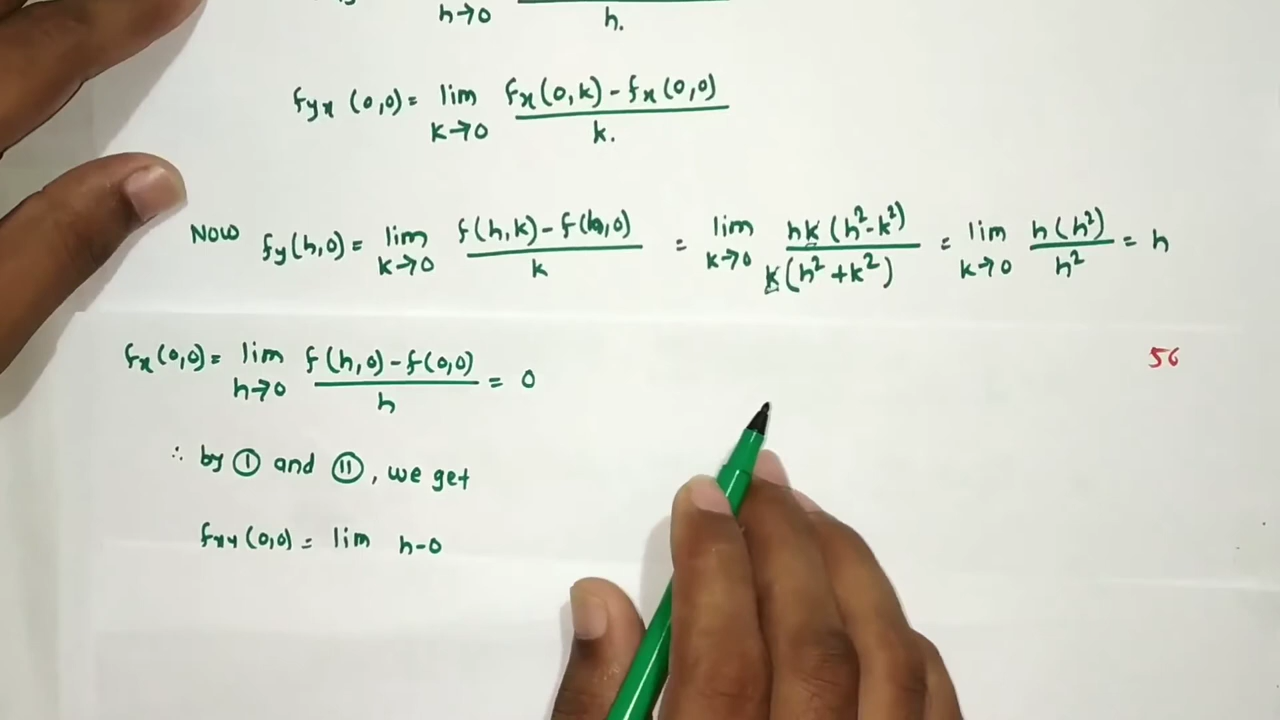 h→0 h.
fyx (0,0) = lim k→0 fx(0,k) - fx(0,0) / k.
Now fy(h,0) = lim k→0 f(h,k) - f(h,0) / k = lim k→0 hk(h²-k²) / k(h²+k²) = lim k→0 h(h²) / h² = h
fx(0,0) = lim h→0 f(h,0) - f(0,0) / h = 0
56
∴ by Ⓘ and ⓘⓘ, we get
fxy (0,0) = lim h-0